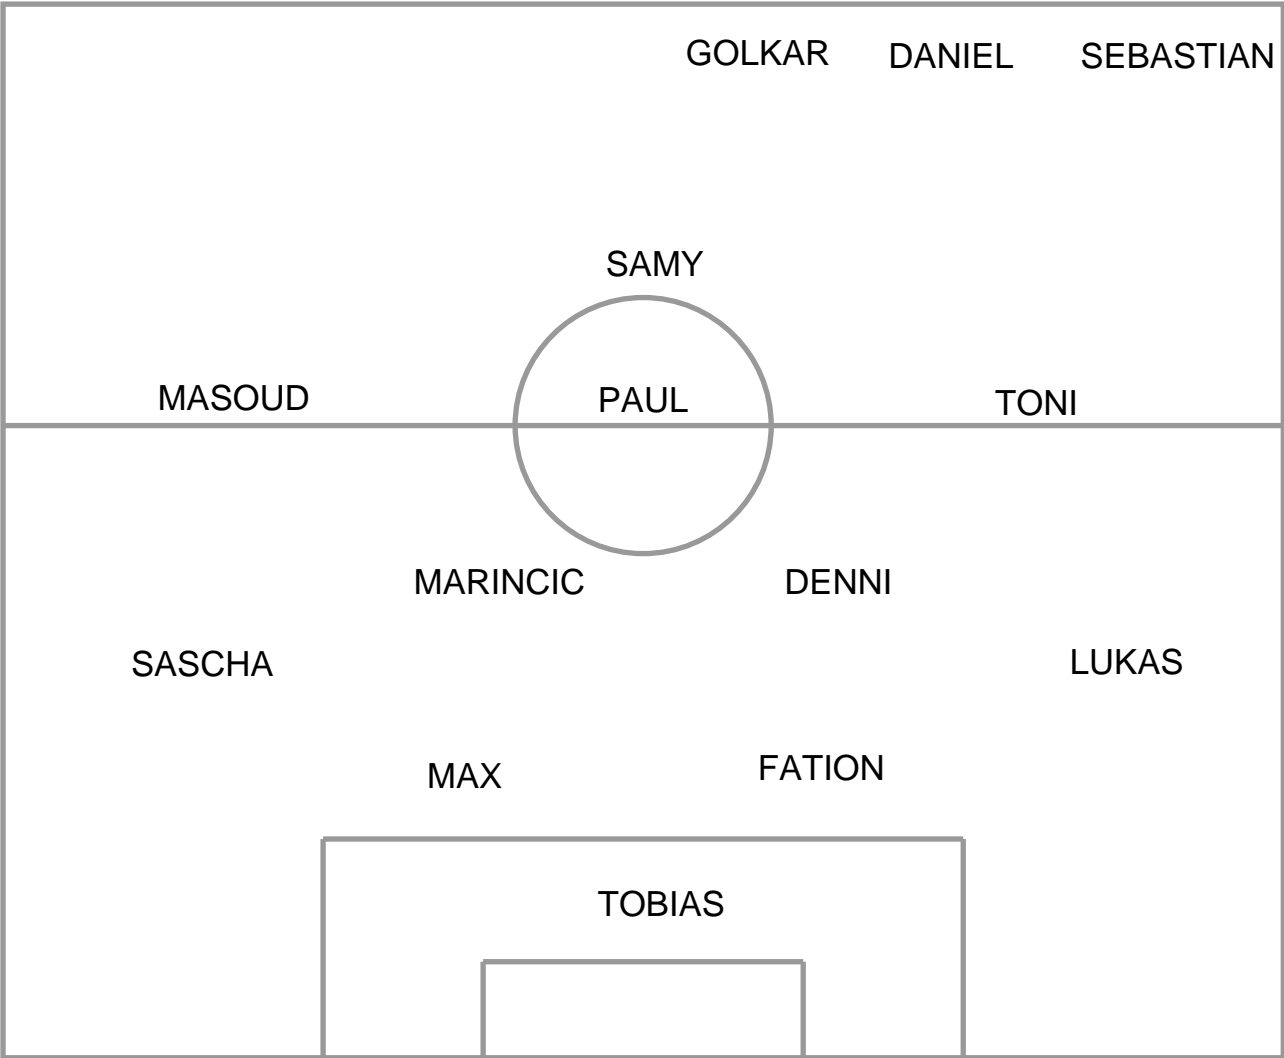 GOLKAR DANIEL SEBASTIAN
SAMY
MASOUD PAUL TONI
MARINCIC DENNI
SASCHA LUKAS
MAX FATION
TOBIAS